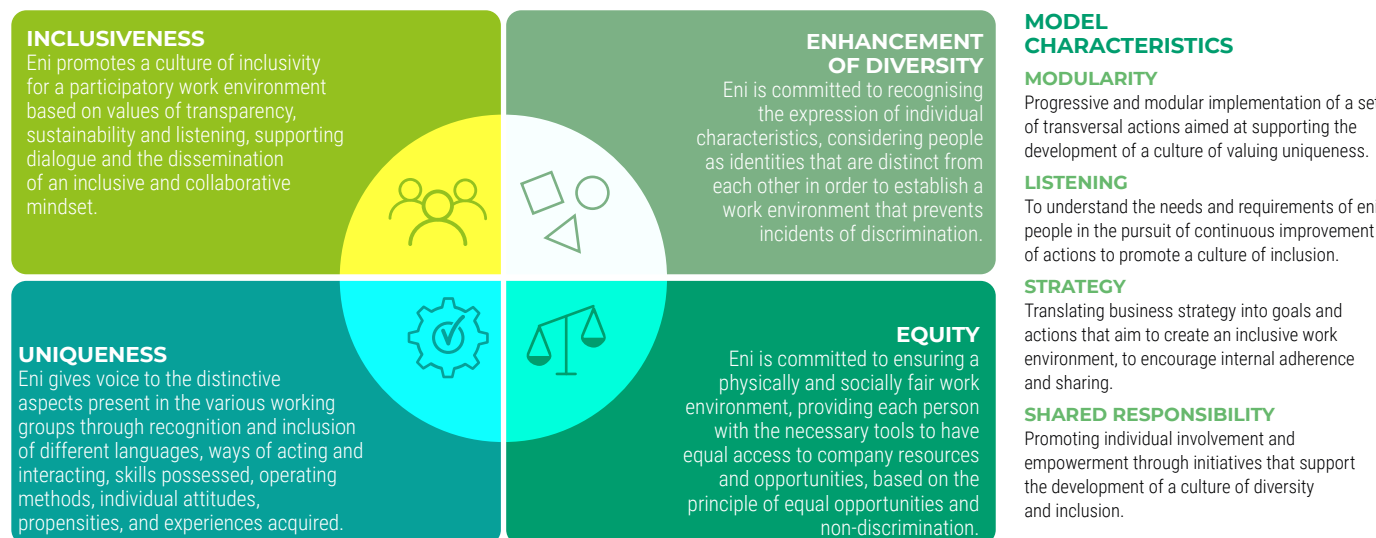 INCLUSIVENESS
Eni promotes a culture of inclusivity
for a participatory work environment
based on values of transparency,
sustainability and listening, supporting
dialogue and the dissemination
of an inclusive and collaborative
mindset.
ENHANCEMENT
OF DIVERSITY
Eni is committed to recognising
the expression of individual
characteristics, considering people
as identities that are distinct from
each other in order to establish a
work environment that prevents
incidents of discrimination.
UNIQUENESS
Eni gives voice to the distinctive
aspects present in the various working
groups through recognition and inclusion
of different languages, ways of acting and
interacting, skills possessed, operating
methods, individual attitudes,
propensities, and experiences acquired.
EQUITY
Eni is committed to ensuring a
physically and socially fair work
environment, providing each person
with the necessary tools to have
equal access to company resources
and opportunities, based on the
principle of equal opportunities and
non-discrimination.
MODEL
CHARACTERISTICS
MODULARITY
Progressive and modular implementation of a set
of transversal actions aimed at supporting the
development of a culture of valuing uniqueness.
LISTENING
To understand the needs and requirements of eni
people in the pursuit of continuous improvement
of actions to promote a culture of inclusion.
STRATEGY
Translating business strategy into goals and
actions that aim to create an inclusive work
environment, to encourage internal adherence
and sharing.
SHARED RESPONSIBILITY
Promoting individual involvement and
empowerment through initiatives that support
the development of a culture of diversity
and inclusion.